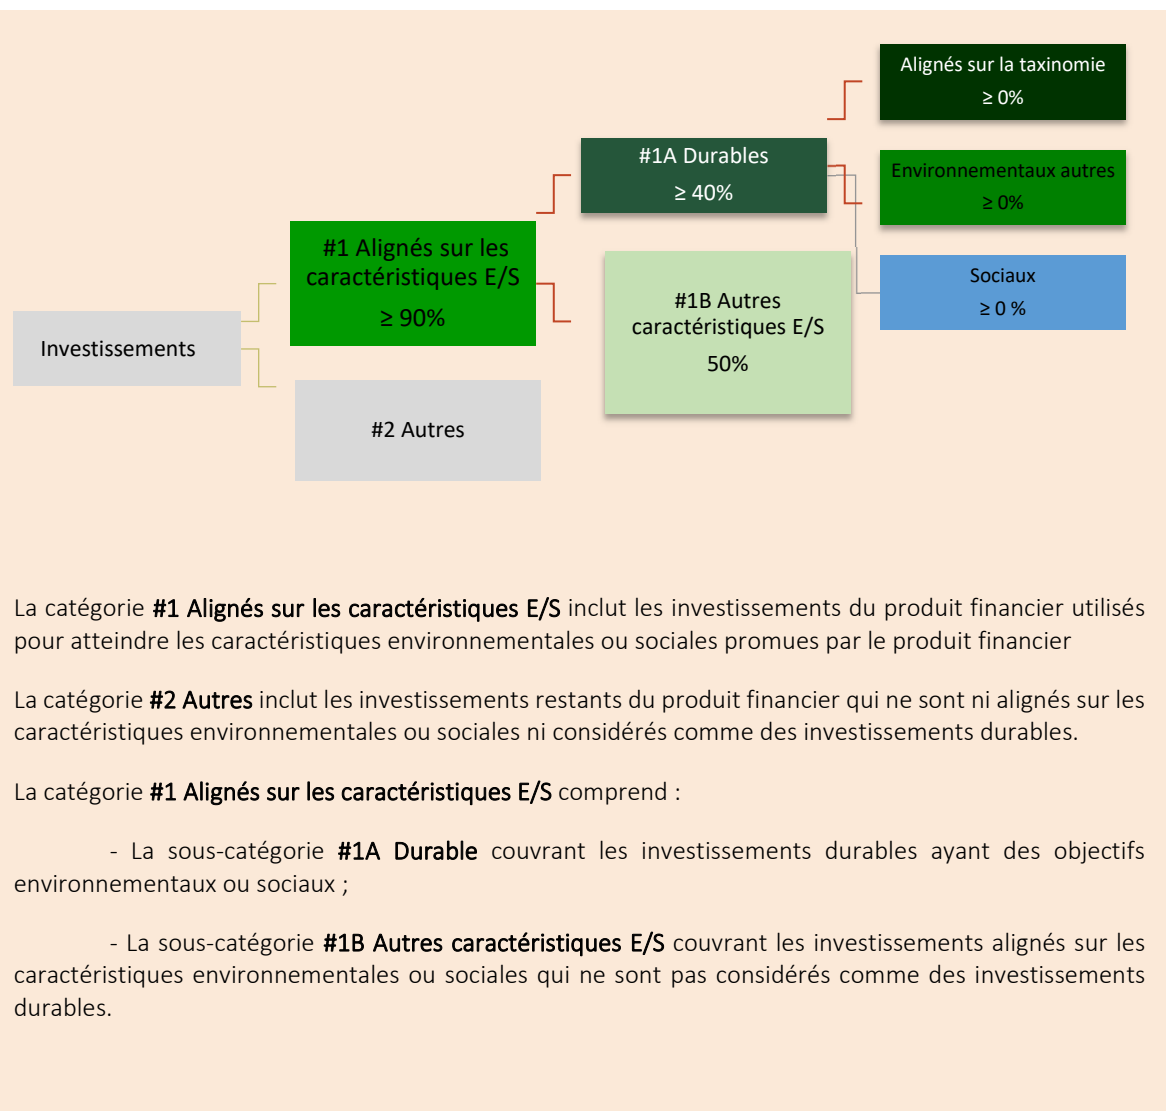 Alignés sur la taxinomie
≥ 0%
#1A Durables
≥ 40%
Environnementaux autres
≥ 0%
#1 Alignés sur les
caractéristiques E/S
≥ 90%
Sociaux
≥ 0 %
#1B Autres
caractéristiques E/S
50%
Investissements
#2 Autres
La catégorie #1 Alignés sur les caractéristiques E/S inclut les investissements du produit financier utilisés
pour atteindre les caractéristiques environnementales ou sociales promues par le produit financier
La catégorie #2 Autres inclut les investissements restants du produit financier qui ne sont ni alignés sur les
caractéristiques environnementales ou sociales ni considérés comme des investissements durables.
La catégorie #1 Alignés sur les caractéristiques E/S comprend :
- La sous-catégorie #1A Durable couvrant les investissements durables ayant des objectifs
environnementaux ou sociaux ;
- La sous-catégorie #1B Autres caractéristiques E/S couvrant les investissements alignés sur les
caractéristiques environnementales ou sociales qui ne sont pas considérés comme des investissements
durables.